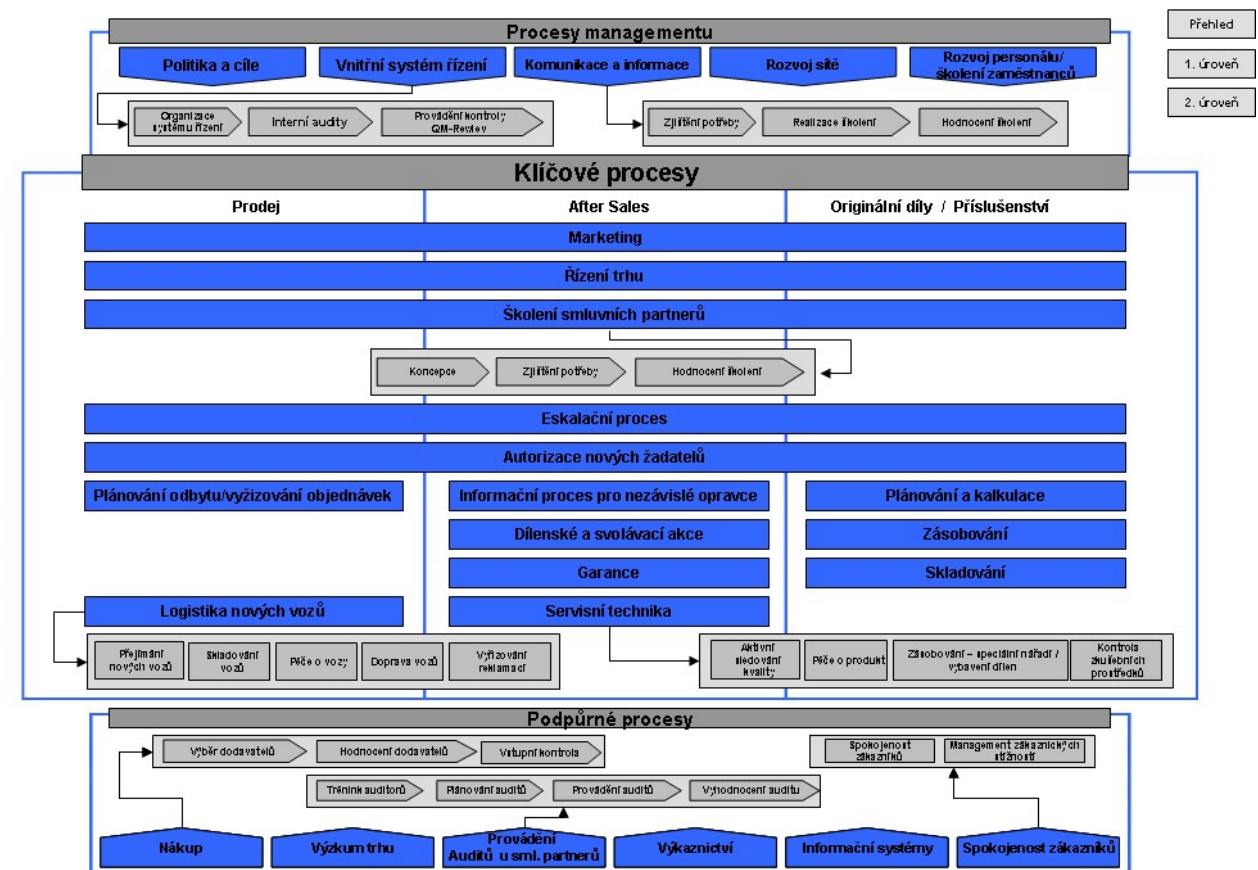 Procesy managementu
Přehled
1. úroveň
2. úroveň
Politika a cíle
Vnitřní systém řízení
Komunikace a informace
Rozvoj sítě
Rozvoj personálu/
školení zaměstnanců
Organizace
systému řízení
Interní audity
Provádění kontroly
QM-Review
Zjištění potřeby
Realizace školení
Hodnocení školení
Klíčové procesy
Prodej
After Sales
Originální díly / Příslušenství
Marketing
Řízení trhu
Školení smluvních partnerů
Koncepce
Zjištění potřeby
Hodnocení školení
Eskalační proces
Autorizace nových žadatelů
Plánování odbytu/vyžizování objednávek
Informační proces pro nezávislé opravce
Plánování a kalkulace
Dílenské a svolávací akce
Zásobování
Garance
Skladování
Logistika nových vozů
Servisní technika
Přejímání
nových vozů
Skladování
vozů
Péče o vozy
Doprava vozů
Vyřizování
reklamací
Aktivní
sledování
kvality
Péče o produkt
Zásobování – speciální nářadí /
vybavení dílen
Kontrola
zkušebních
prostředků
Podpůrné procesy
Výběr dodavatelů
Hodnocení dodavatelů
Vstupní kontrola
Spokojenost
zákazníků
Management zákaznických
stížností
Trénink auditorů
Plánování auditů
Provádění auditů
Vyhodnocení auditu
Nákup
Výzkum trhu
Provádění
Auditů u sml. partnerů
Výkaznictví
Informační systémy
Spokojenost zákazníků